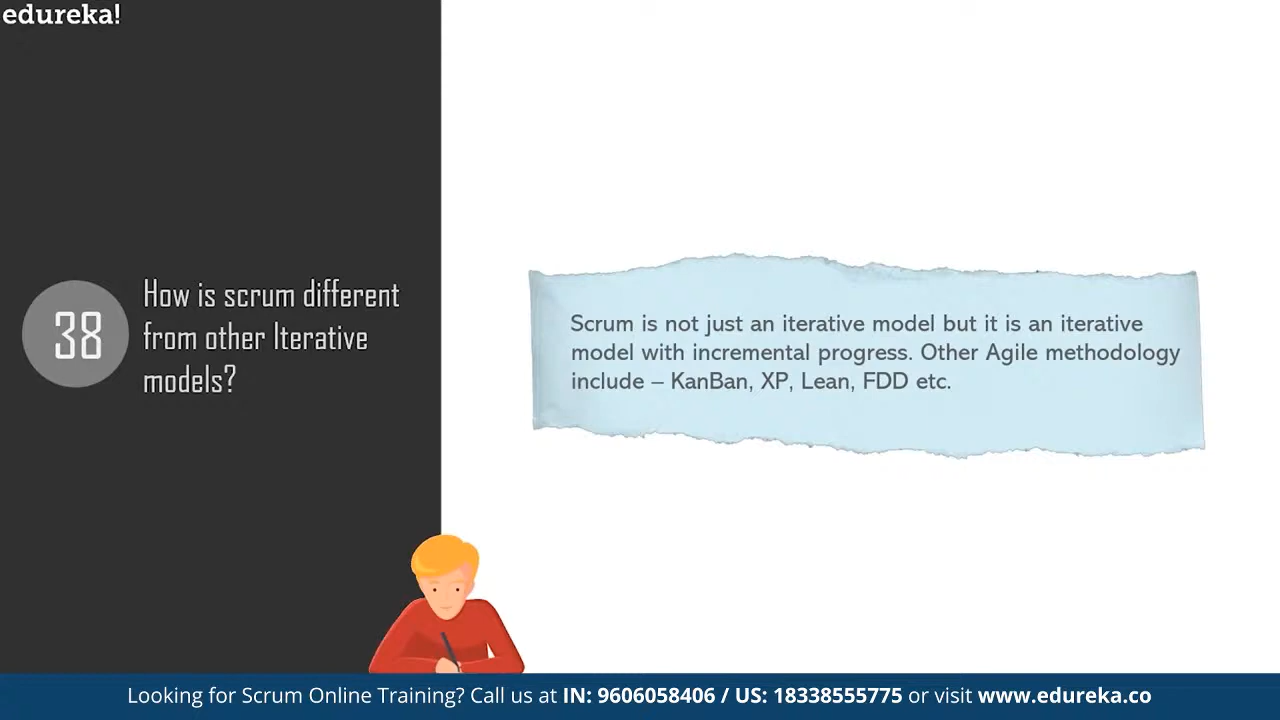 edureka!
38
How is scrum different
from other Iterative
models?
Scrum is not just an iterative model but it is an iterative
model with incremental progress. Other Agile methodology
include – KanBan, XP, Lean, FDD etc.
Looking for Scrum Online Training? Call us at IN: 9606058406 / US: 18338555775 or visit www.edureka.co